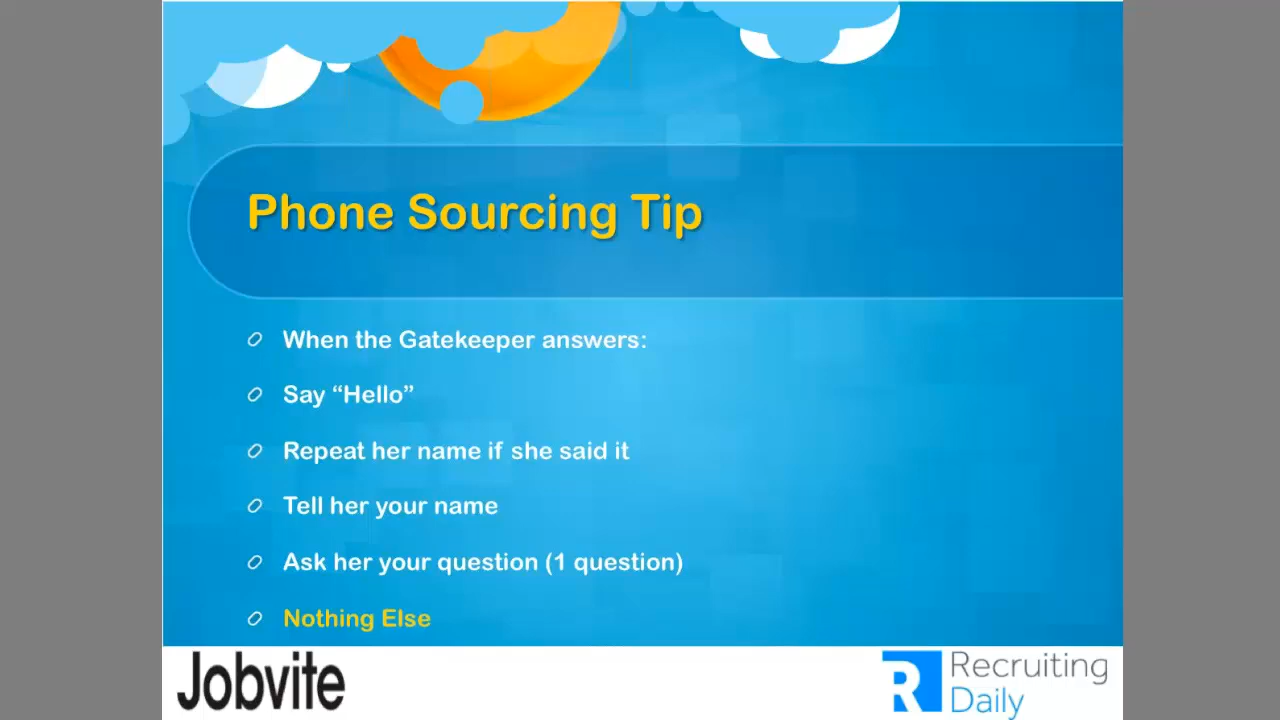 Phone Sourcing Tip
When the Gatekeeper answers:
Say “Hello”
Repeat her name if she said it
Tell her your name
Ask her your question (1 question)
Nothing Else
Jobvite
R
Recruiting
Daily